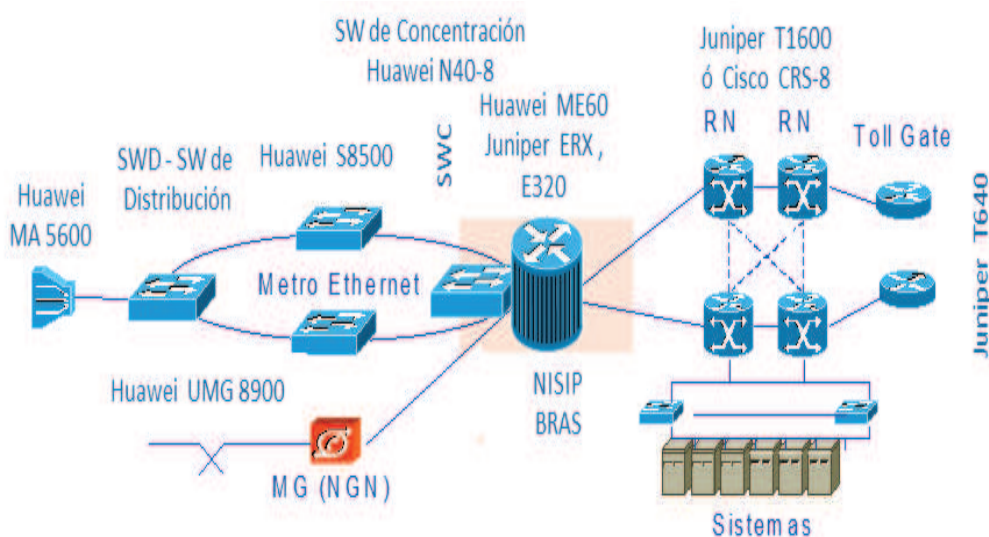 SW de Concentración
Huawei N40-8
Juniper T1600
ó Cisco CRS-8
RN RN
Toll Gate
Juniper T640
SWC
Huawei ME60
Juniper ERX ,
E320
SWD - SW de
Distribución
Huawei S8500
Huawei
MA 5600
Metro Ethernet
Huawei UMG 8900
NISIP
BRAS
MG (NGN)
Sistemas